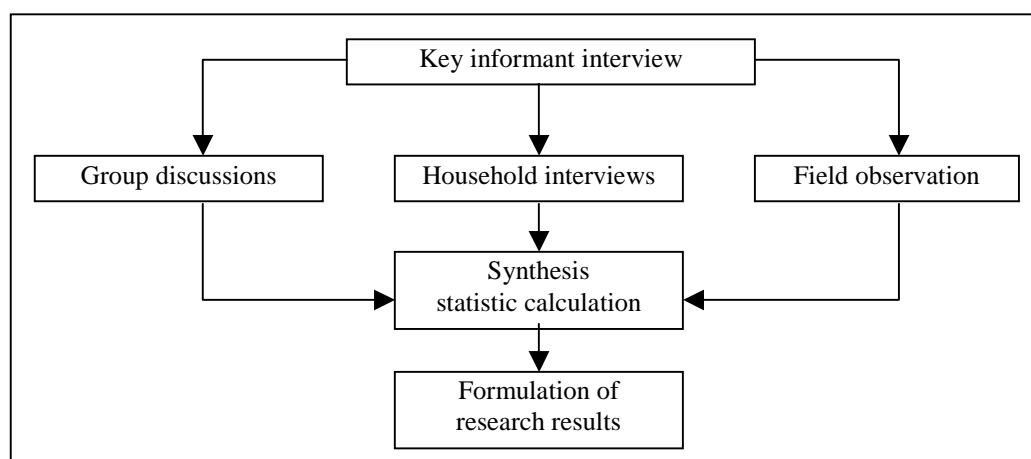 Key informant interview
Group discussions
Household interviews
Field observation
Synthesis
statistic calculation
Formulation of
research results